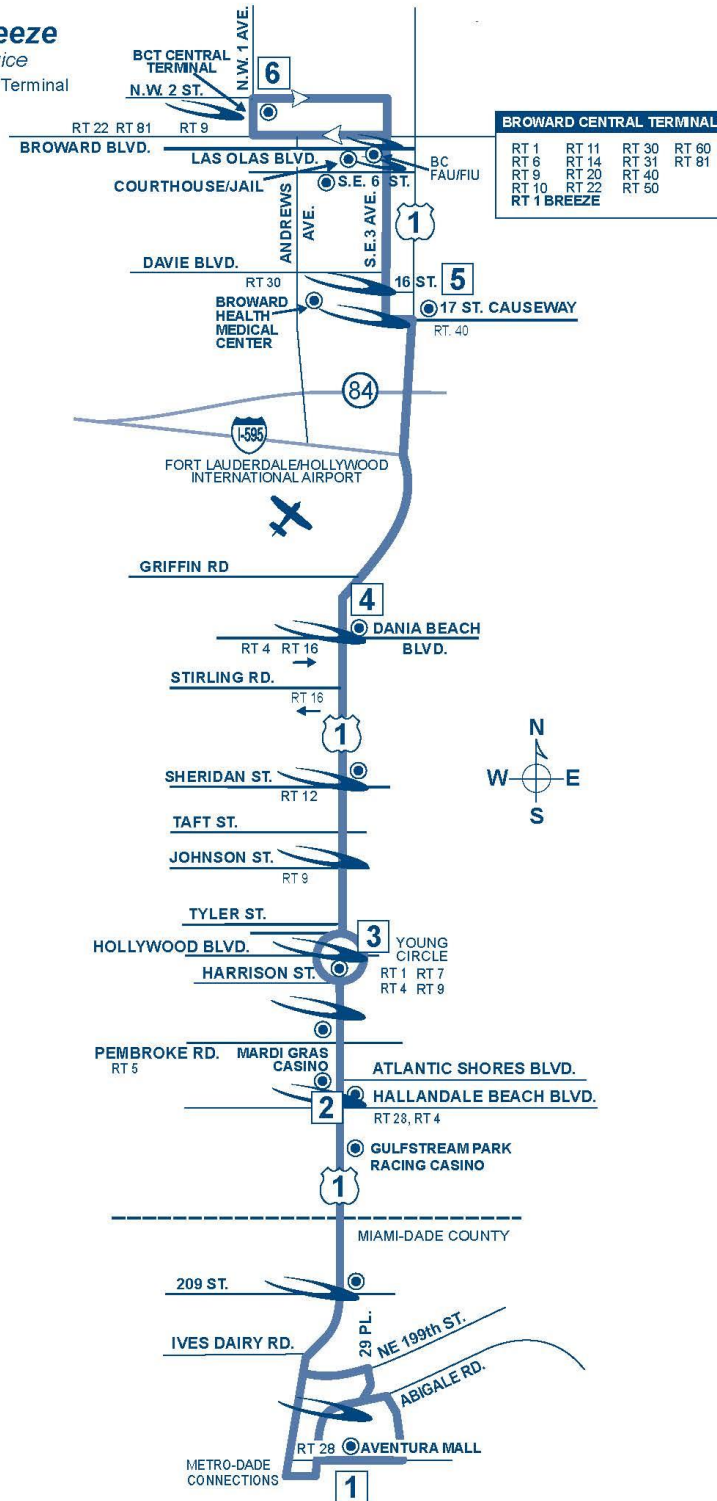 eeze
ice
Terminal
N.W. 1 AVE.
BCT CENTRAL
TERMINAL
6
N.W. 2 ST.
RT 22 RT 81 RT 9
BROWARD BLVD.
LAS OLAS BLVD.
COURTHOUSE/JAIL
BC
FAU/FIU
S.E. 6 ST.
BROWARD CENTRAL TERMINAL
RT 1 RT 11 RT 30 RT 60
RT 6 RT 14 RT 31 RT 81
RT 9 RT 20 RT 40
RT 10 RT 22 RT 50
RT 1 BREEZE
ANDREWS
AVE.
S.E.3 AVE.
1
DAVIE BLVD.
RT 30
16 ST.
5
BROWARD
HEALTH
MEDICAL
CENTER
17 ST. CAUSEWAY
RT. 40
84
I-595
FORT LAUDERDALE/HOLLYWOOD
INTERNATIONAL AIRPORT
GRIFFIN RD
4
DANIA BEACH
BLVD.
RT 4 RT 16
STIRLING RD.
RT 16
1
N
W E
S
SHERIDAN ST.
RT 12
TAFT ST.
JOHNSON ST.
RT 9
TYLER ST.
HOLLYWOOD BLVD.
3
YOUNG
CIRCLE
HARRISON ST.
RT 1 RT 7
RT 4 RT 9
PEMBROKE RD.
RT 5
MARDI GRAS
CASINO
ATLANTIC SHORES BLVD.
HALLANDALE BEACH BLVD.
2
RT 28, RT 4
GULFSTREAM PARK
RACING CASINO
1
MIAMI-DADE COUNTY
209 ST.
IVES DAIRY RD.
29 PL.
NE 199th ST.
ABIGALE RD.
RT 28
AVENTURA MALL
METRO-DADE
CONNECTIONS
1